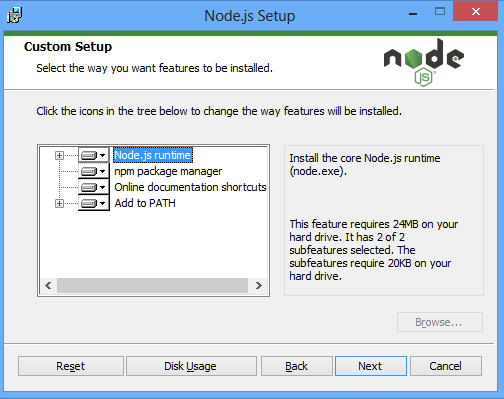 Node.js Setup
Custom Setup
Select the way you want features to be installed.
node
JS
Click the icons in the tree below to change the way features will be installed.
Node.js runtime
npm package manager
Online documentation shortcuts
Add to PATH
Install the core Node.js runtime
(node.exe).
This feature requires 24MB on your
hard drive. It has 2 of 2
subfeatures selected. The
subfeatures require 20KB on your
hard drive.
Browse...
Reset
Disk Usage
Back
Next
Cancel